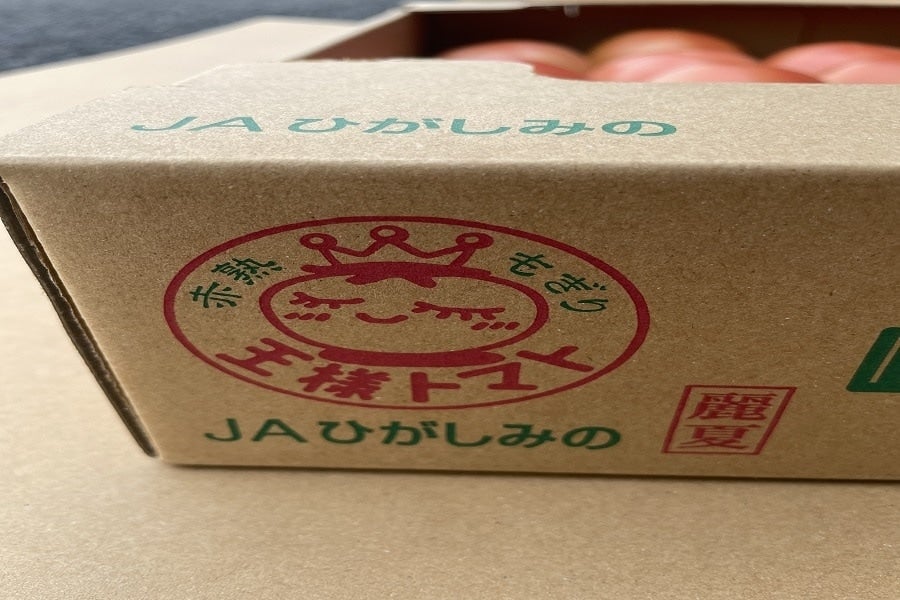 JAひがしみの
赤熟 もぎり
王様トマト
JAひがしみの
麗夏